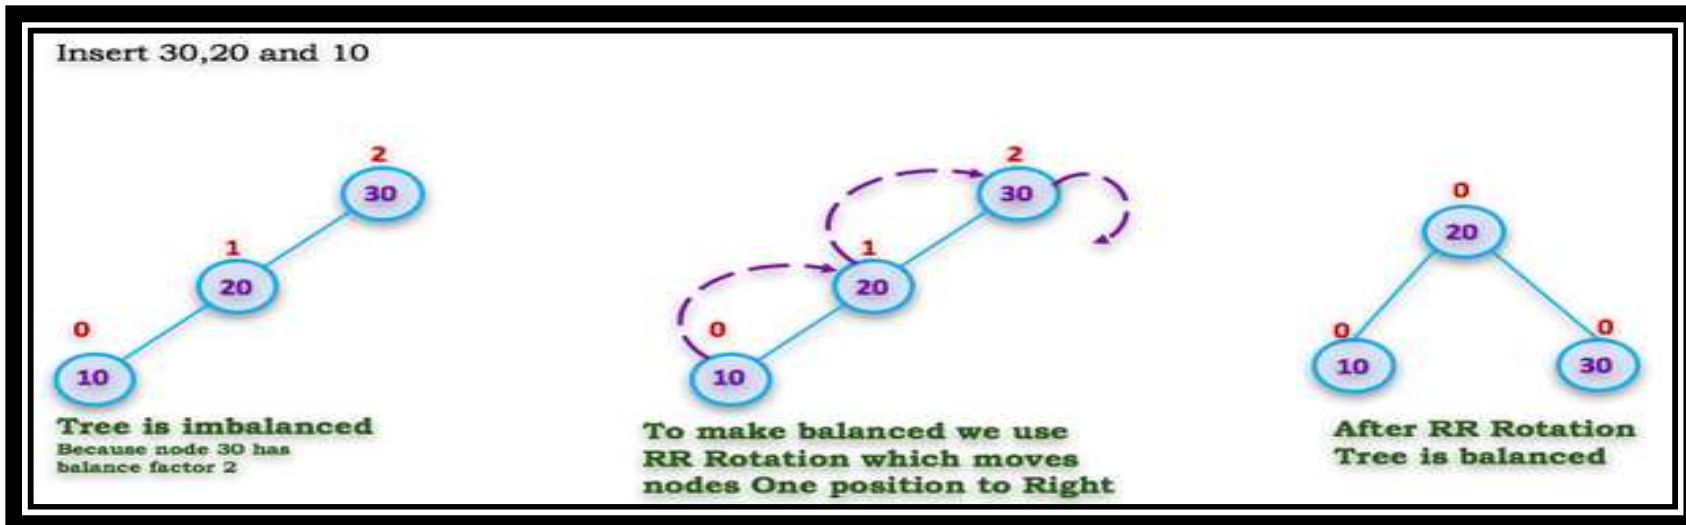 Insert 30,20 and 10
2
30
1
20
0
10
Tree is imbalanced
Because node 30 has
balance factor 2
2
30
1
20
0
10
To make balanced we use
RR Rotation which moves
nodes One position to Right
0
20
0
10
0
30
After RR Rotation
Tree is balanced